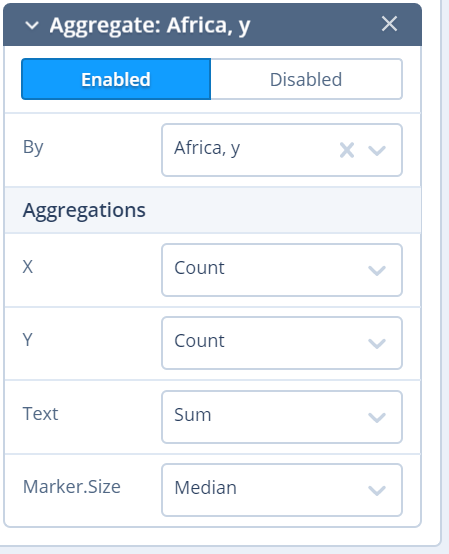 Aggregate: Africa, y
Enabled Disabled
By Africa, y
Aggregations
X Count
Y Count
Text Sum
Marker.Size Median